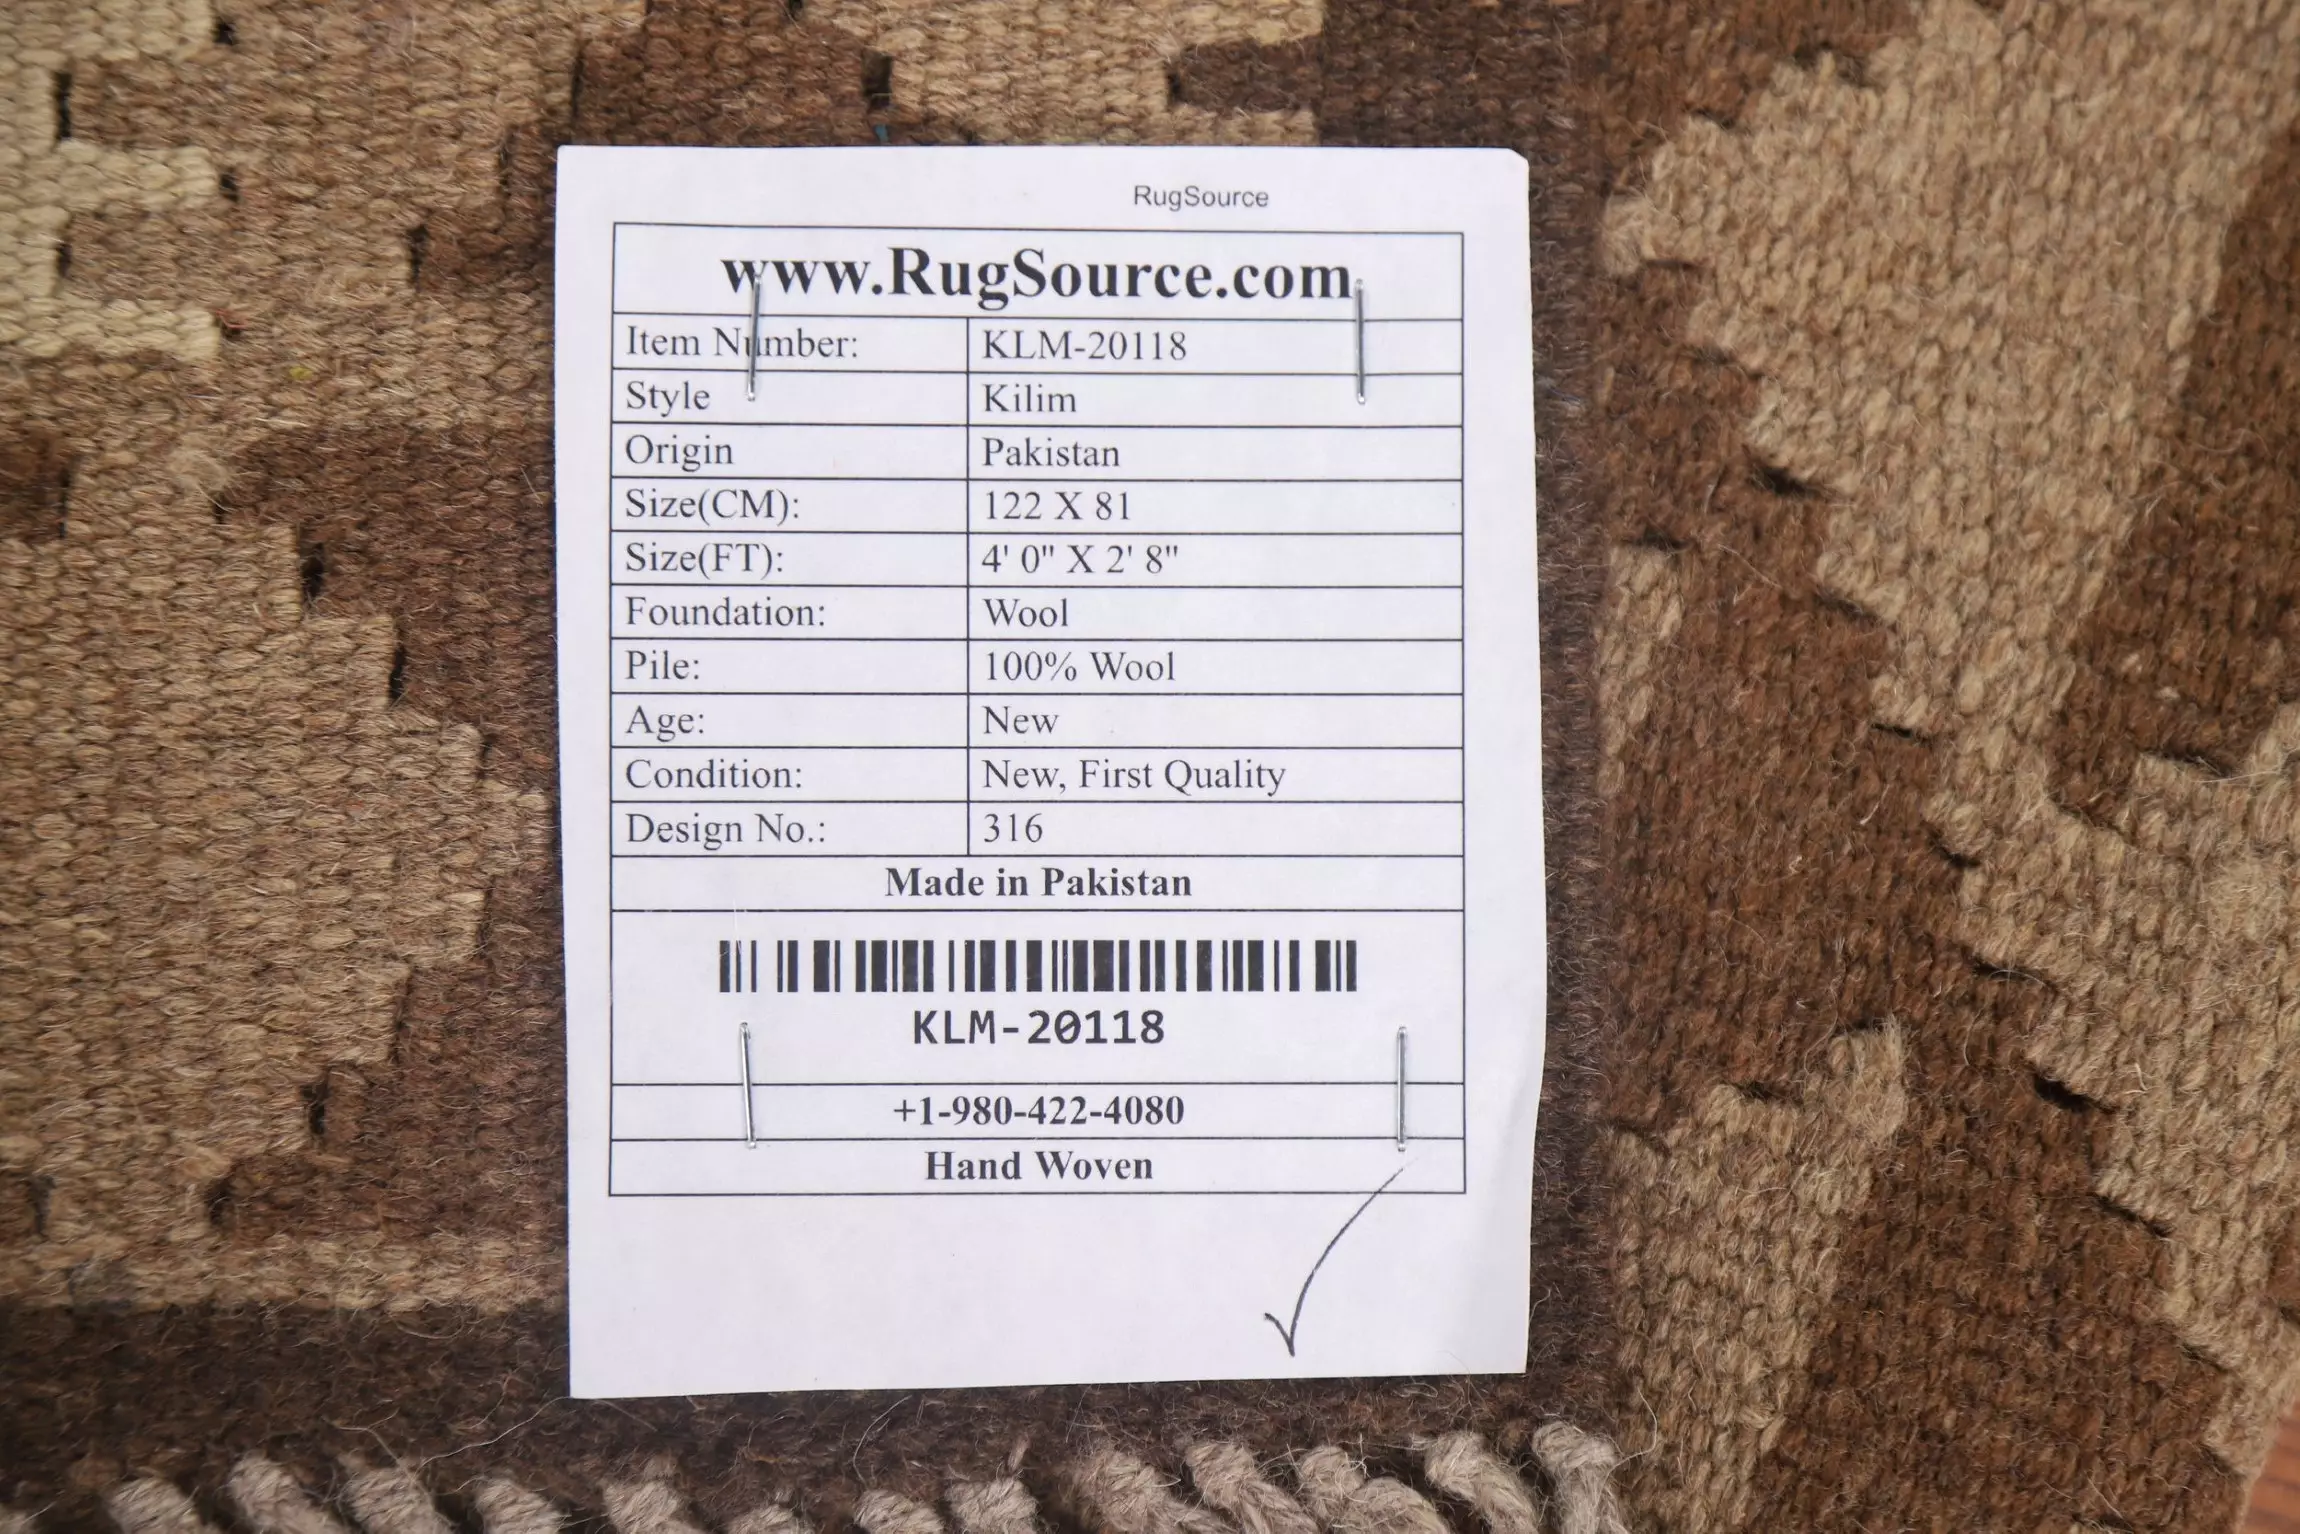 RugSource
www.RugSource.com
Item Number: KLM-20118
Style Kilim
Origin Pakistan
Size(CM): 122 X 81
Size(FT): 4' 0" X 2' 8"
Foundation: Wool
Pile: 100% Wool
Age: New
Condition: New, First Quality
Design No.: 316
Made in Pakistan
KLM-20118
+1-980-422-4080
Hand Woven